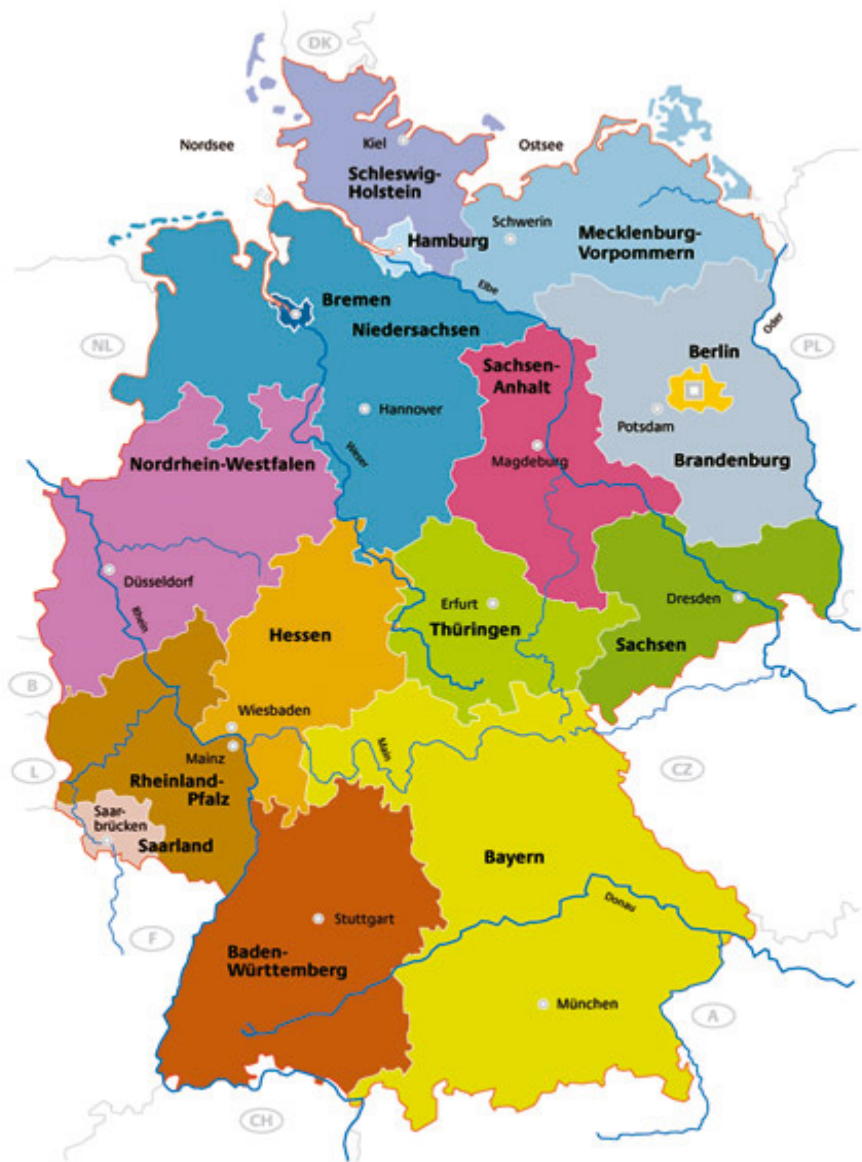 DK
Nordsee
Kiel
Ostsee
Schleswig-
Holstein
Schwerin
Mecklenburg-
Vorpommern
Hamburg
Elbe
Bremen
Niedersachsen
Oder
NL
PL
Berlin
Sachsen-
Anhalt
Hannover
Potsdam
Weser
Nordrhein-Westfalen
Magdeburg
Brandenburg
Düsseldorf
Rhein
Erfurt
Thüringen
Dresden
Hessen
Sachsen
B
Wiesbaden
Main
Mainz
L
CZ
Rheinland-
Pfalz
Saar-
brücken
Saarland
Bayern
Donau
Stuttgart
F
Baden-
Württemberg
München
A
CH